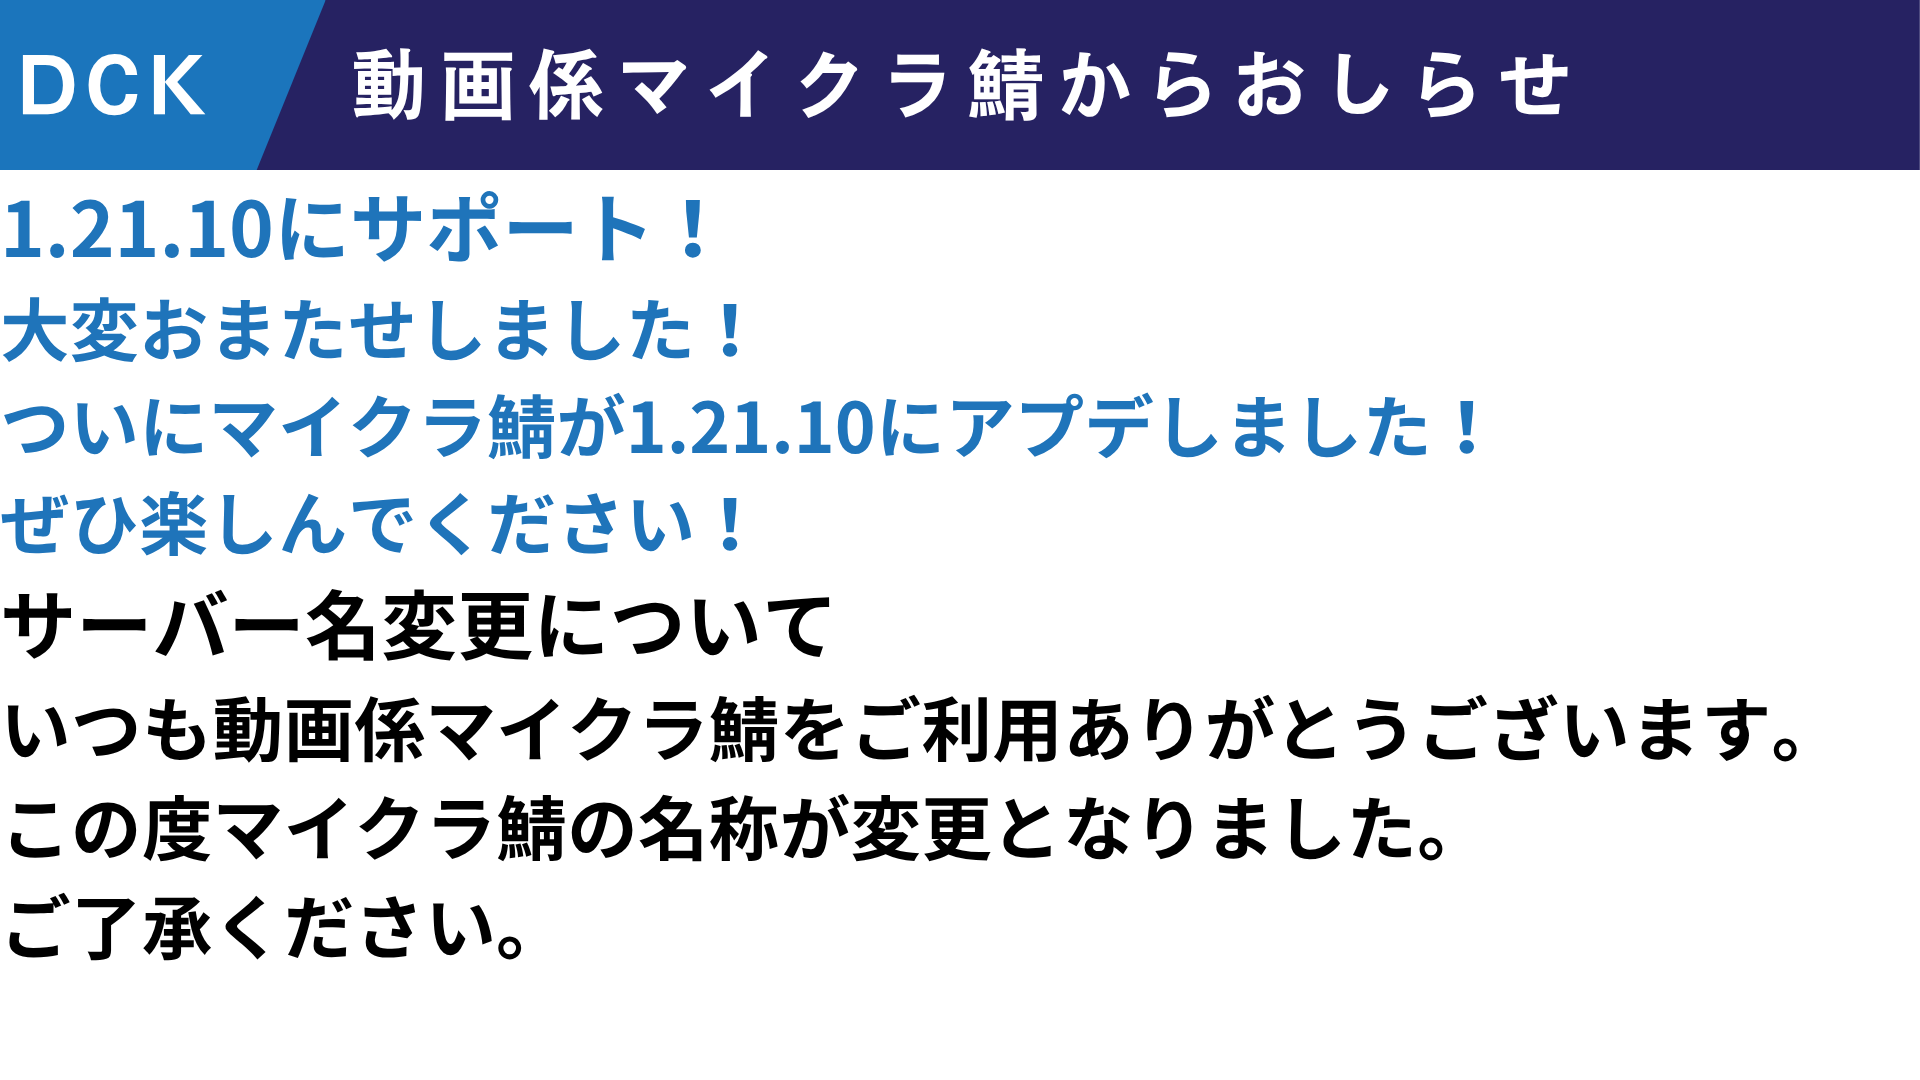 DCK 動画係マイクラ鯖からおしらせ
1.21.10にサポート！
大変おまたせしました！
ついにマイクラ鯖が1.21.10にアプデしました！
ぜひ楽しんでください！
サーバー名変更について
いつも動画係マイクラ鯖をご利用ありがとうございます。
この度マイクラ鯖の名称が変更となりました。
ご了承ください。